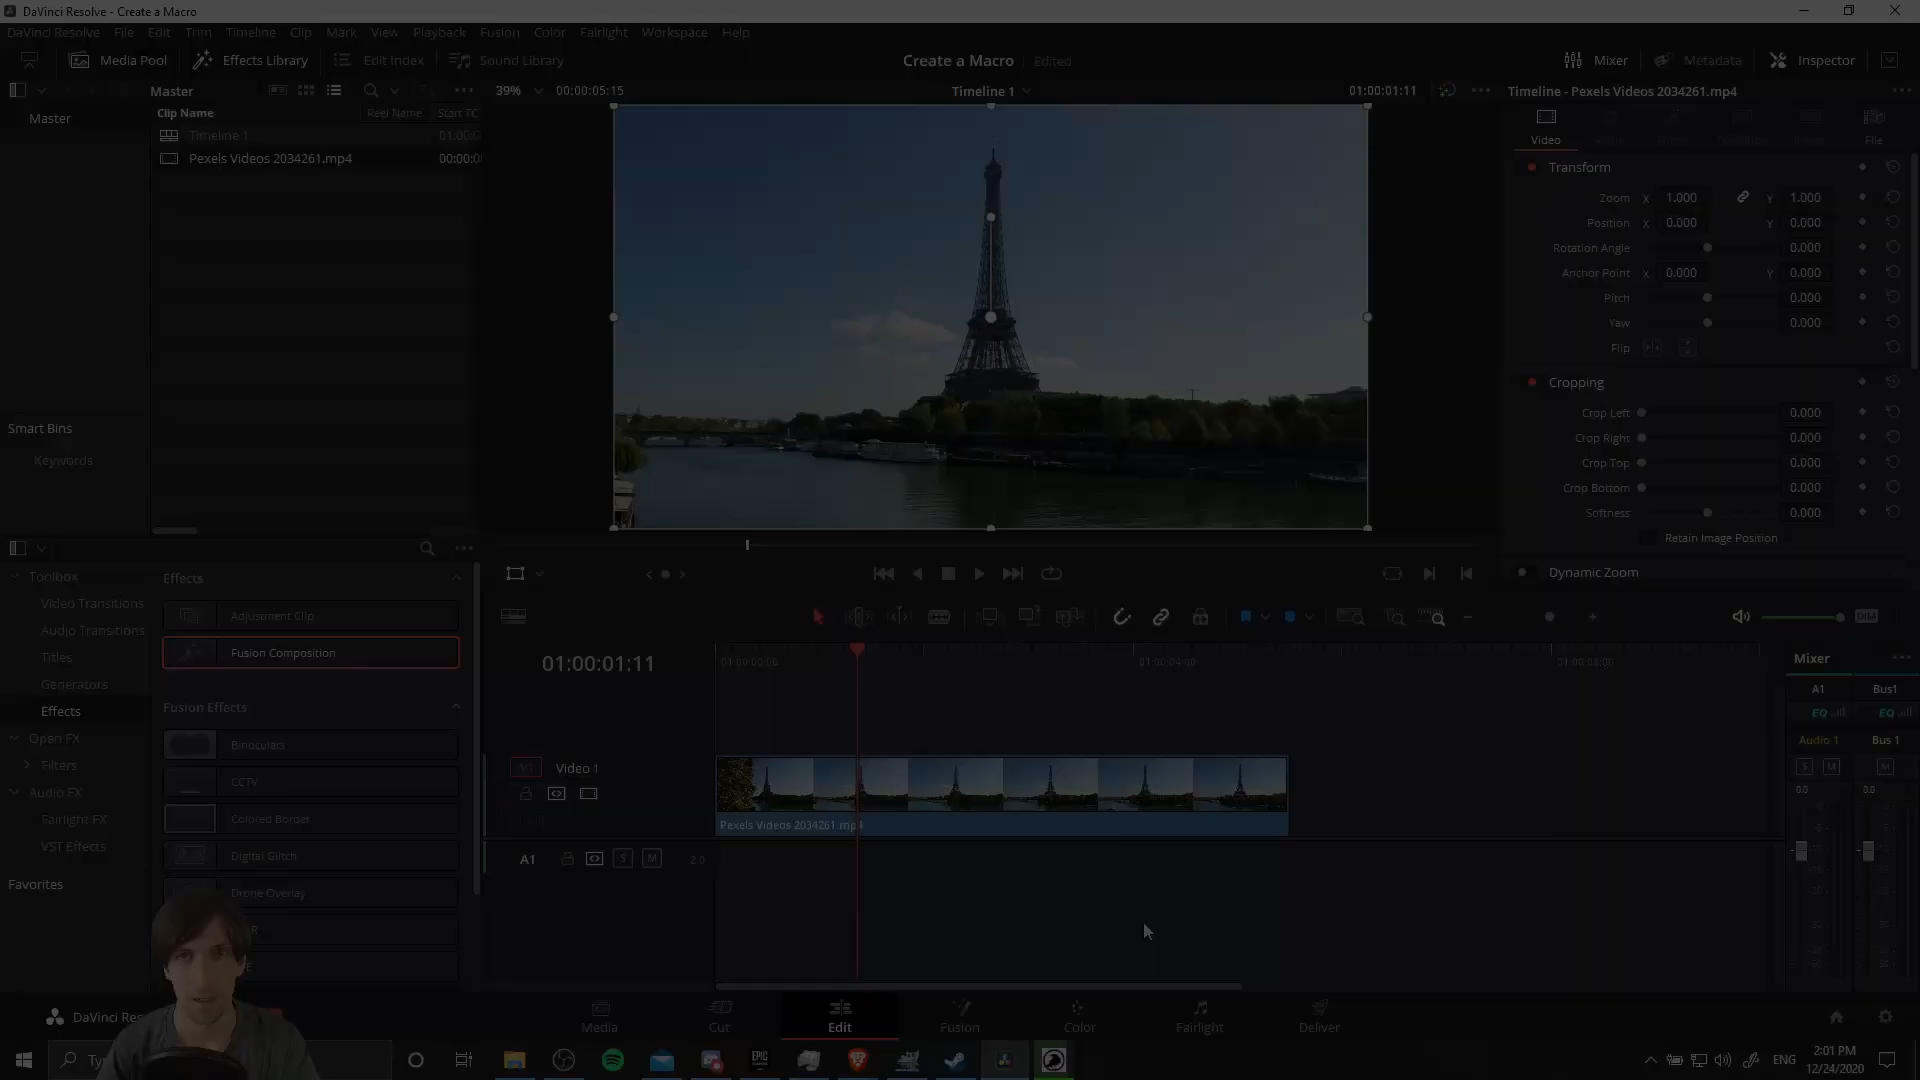 DaVinci Resolve - Create a Macro
DaVinci Resolve File Edit Trim Timeline Clip Mark View Playback Fusion Color Fairlight Workspace Help
Media Pool Effects Library Edit Index Sound Library Create a Macro Edited Mixer Metadata Inspector
Master 39% 00:00:05:15 Timeline 1 01:00:01:11 Timeline - Pexels Videos 2034261.mp4
Master
Clip Name Reel Name Start TC
Timeline 1
Pexels Videos 2034261.mp4
Smart Bins
Keywords
Video File
Transform
Zoom X 1.000 Y 1.000
Position X 0.000 Y 0.000
Rotation Angle 0.000
Anchor Point X 0.000 Y 0.000
Pitch 0.000
Yaw 0.000
Flip
Cropping
Crop Left 0.000
Crop Right 0.000
Crop Top 0.000
Crop Bottom 0.000
Softness 0.000
Retain Image Position
Dynamic Zoom
Toolbox
Video Transitions
Audio Transitions
Titles
Generators
Effects
Open FX
Filters
Audio FX
Fairlight FX
VST Effects
Favorites
Effects
Adjustment Clip
Fusion Composition
Fusion Effects
Binoculars
CCTV
Colored Border
Digital Glitch
Drone Overlay
DIM
01:00:01:11
01:00:00:00 01:00:04:00 01:00:08:00
V1 Video 1
Pexels Videos 2034261.mp4
A1 S M 2.0
Mixer
A1 Bus1
EQ EQ
Audio 1 Bus 1
S M M
0.0 0.0
DaVinci Res
Media Cut Edit Fusion Color Fairlight Deliver
ENG
2:01 PM
12/24/2020